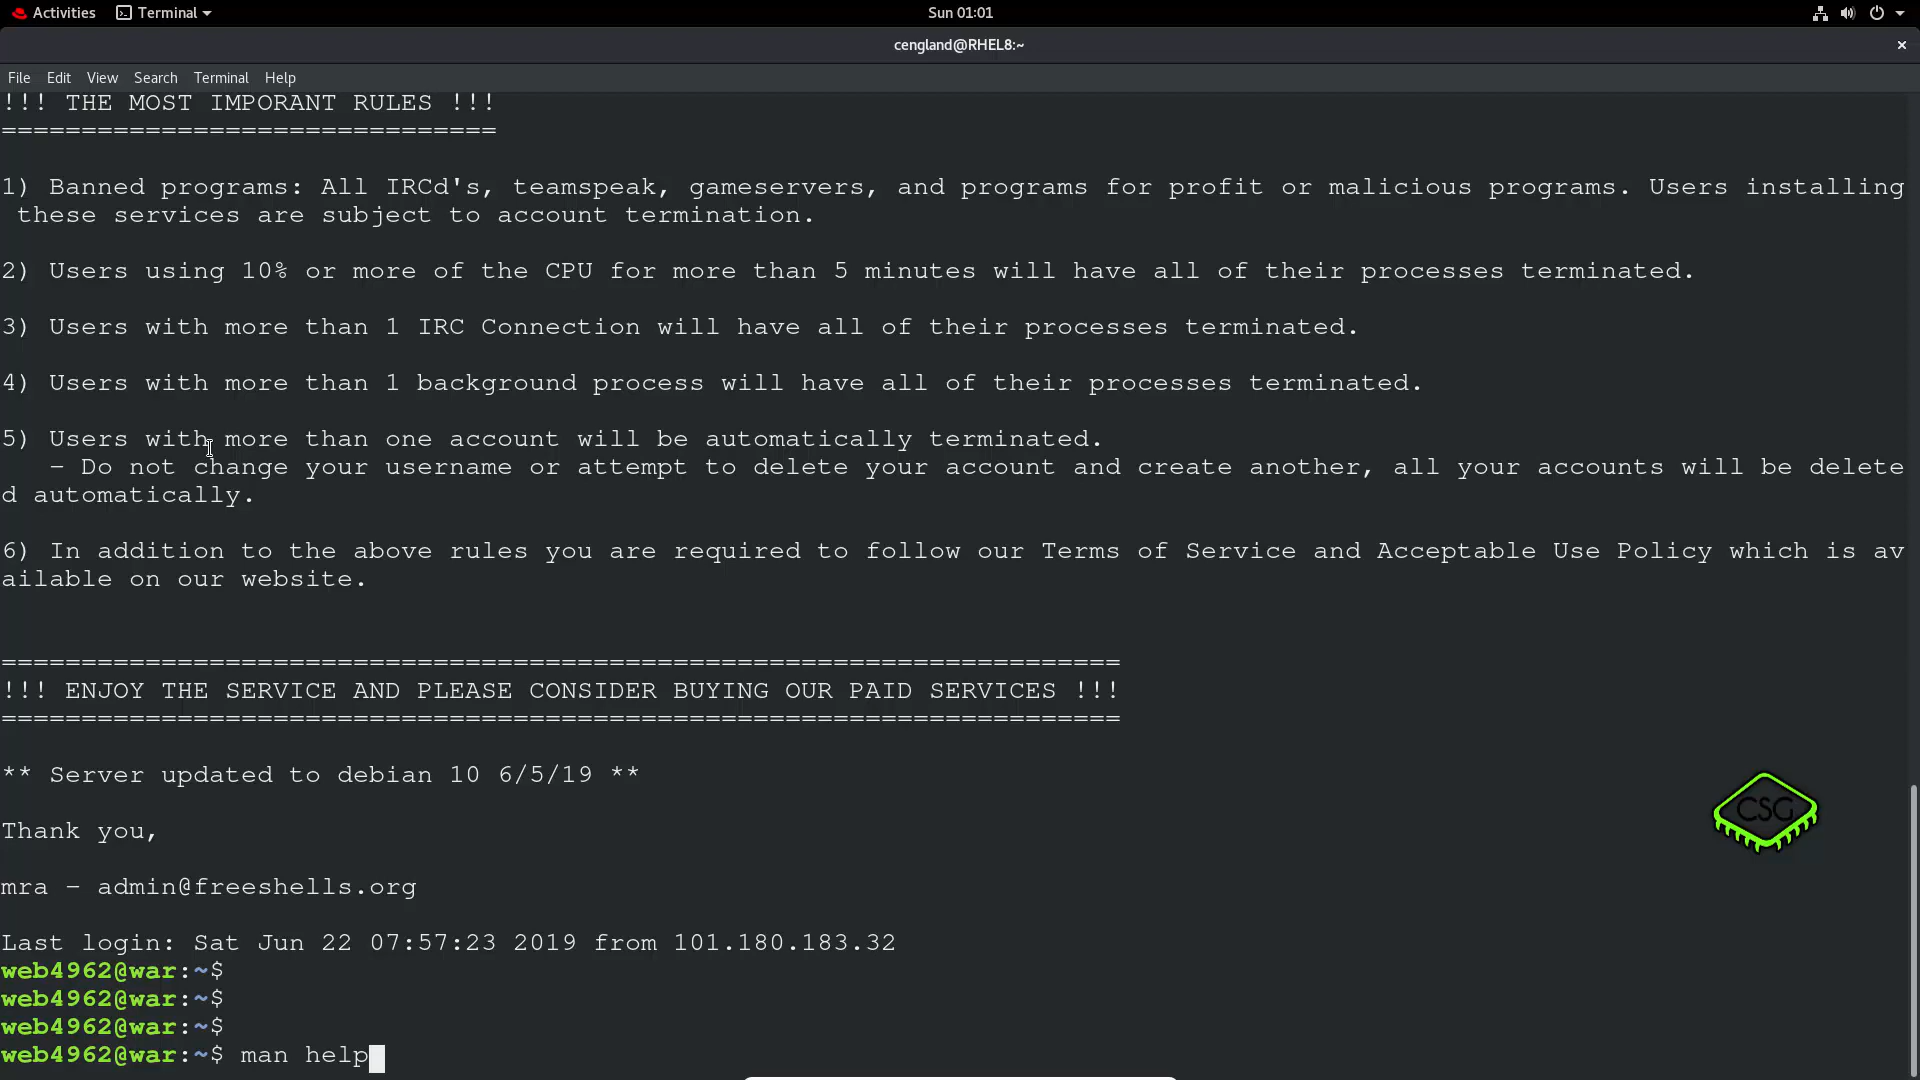 Activities Terminal Sun 01:01
cengland@RHEL8:~ ×
File Edit View Search Terminal Help
!!! THE MOST IMPORANT RULES !!!
===============================
1) Banned programs: All IRCd's, teamspeak, gameservers, and programs for profit or malicious programs. Users installing
these services are subject to account termination.
2) Users using 10% or more of the CPU for more than 5 minutes will have all of their processes terminated.
3) Users with more than 1 IRC Connection will have all of their processes terminated.
4) Users with more than 1 background process will have all of their processes terminated.
5) Users with more than one account will be automatically terminated.
- Do not change your username or attempt to delete your account and create another, all your accounts will be delete
d automatically.
6) In addition to the above rules you are required to follow our Terms of Service and Acceptable Use Policy which is av
ailable on our website.
======================================================================
!!! ENJOY THE SERVICE AND PLEASE CONSIDER BUYING OUR PAID SERVICES !!!
======================================================================
** Server updated to debian 10 6/5/19 **
CSG
Thank you,
mra - admin@freeshells.org
Last login: Sat Jun 22 07:57:23 2019 from 101.180.183.32
web4962@war:~$
web4962@war:~$
web4962@war:~$
web4962@war:~$ man help